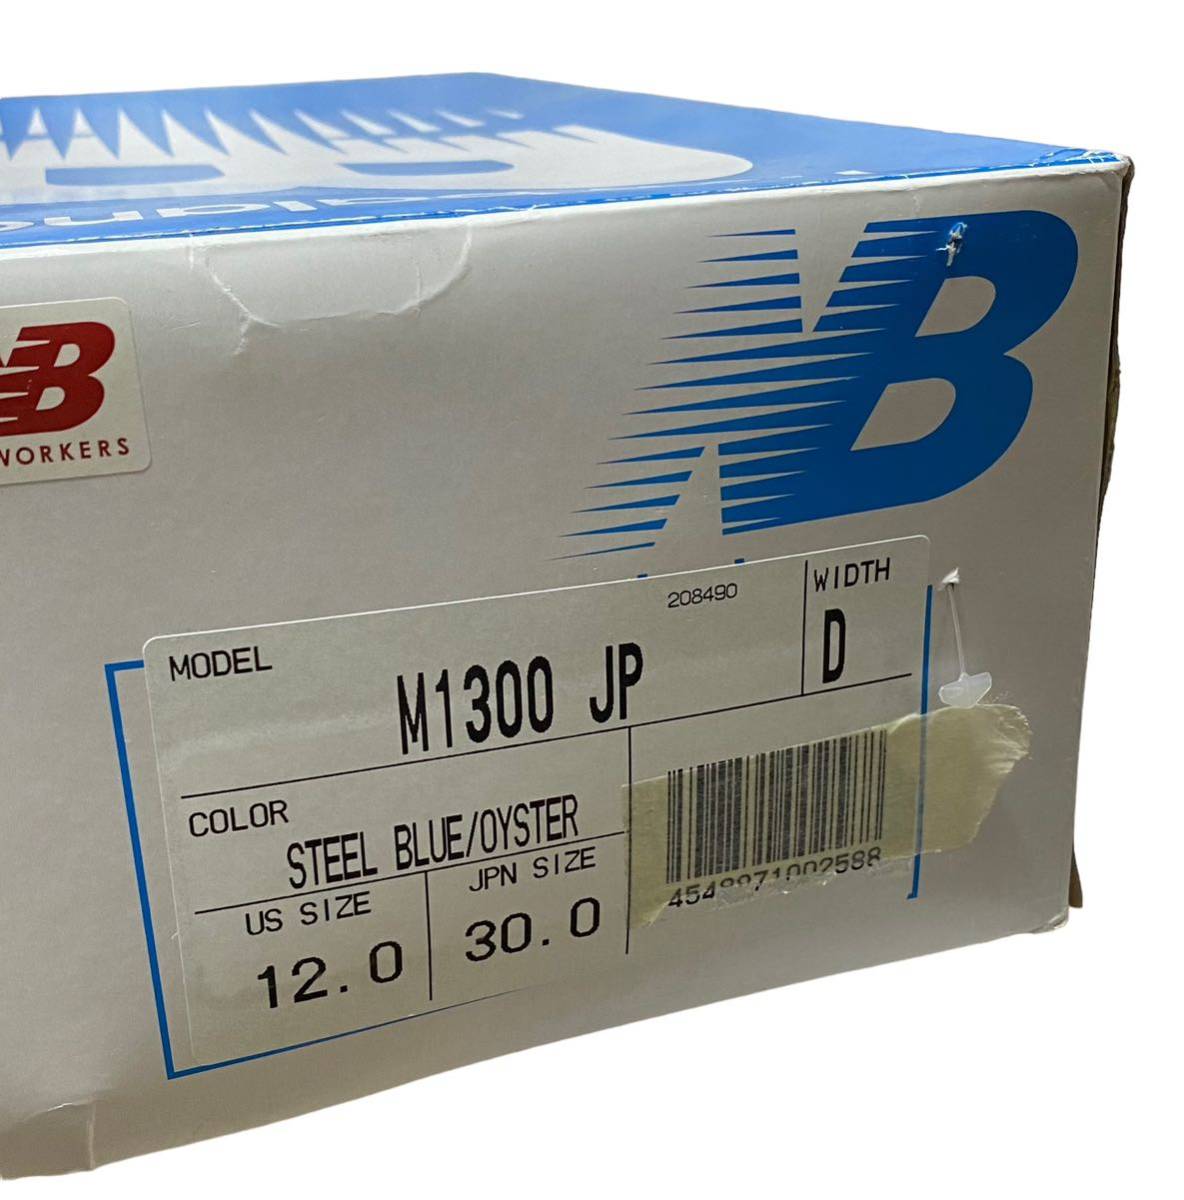 NB
WORKERS
NB
208490
WIDTH
D
MODEL
M1300 JP
COLOR
STEEL BLUE/OYSTER
US SIZE
12.0
JPN SIZE
30.0